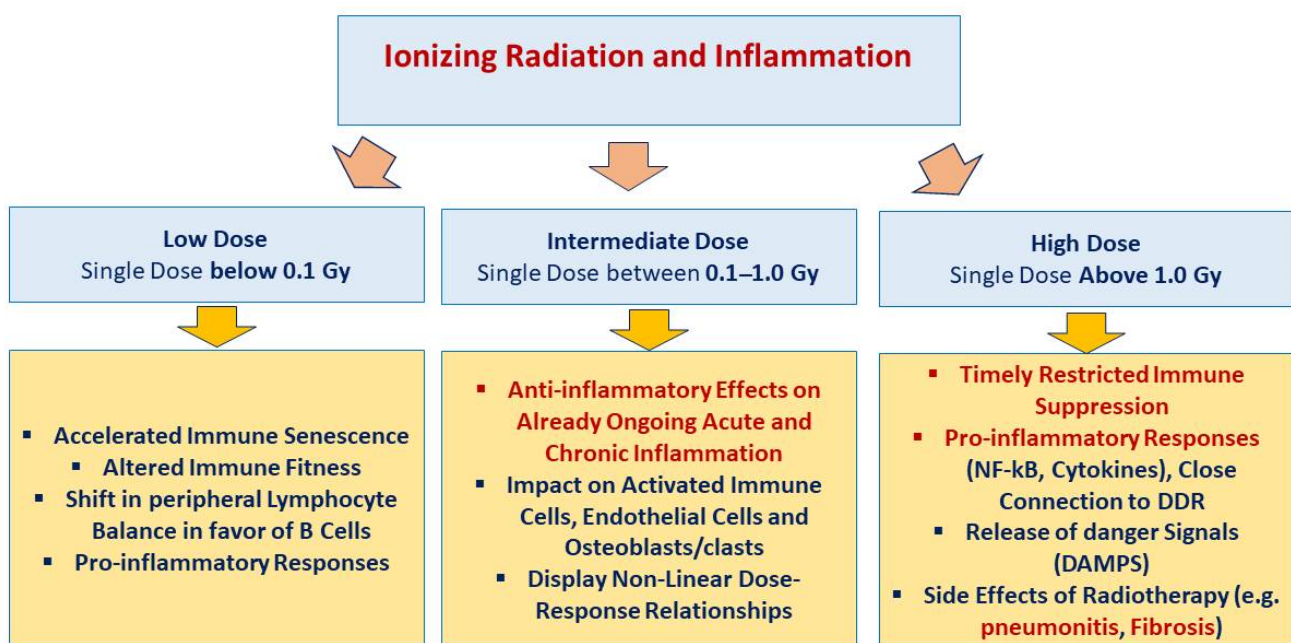 Ionizing Radiation and Inflammation
Low Dose
Single Dose below 0.1 Gy
Intermediate Dose
Single Dose between 0.1–1.0 Gy
High Dose
Single Dose Above 1.0 Gy
▪ Accelerated Immune Senescence
▪ Altered Immune Fitness
▪ Shift in peripheral Lymphocyte
Balance in favor of B Cells
▪ Pro-inflammatory Responses
▪ Anti-inflammatory Effects on
Already Ongoing Acute and
Chronic Inflammation
▪ Impact on Activated Immune
Cells, Endothelial Cells and
Osteoblasts/clasts
▪ Display Non-Linear Dose-
Response Relationships
▪ Timely Restricted Immune
Suppression
▪ Pro-inflammatory Responses
(NF-kB, Cytokines), Close
Connection to DDR
▪ Release of danger Signals
(DAMPS)
▪ Side Effects of Radiotherapy (e.g.
pneumonitis, Fibrosis)